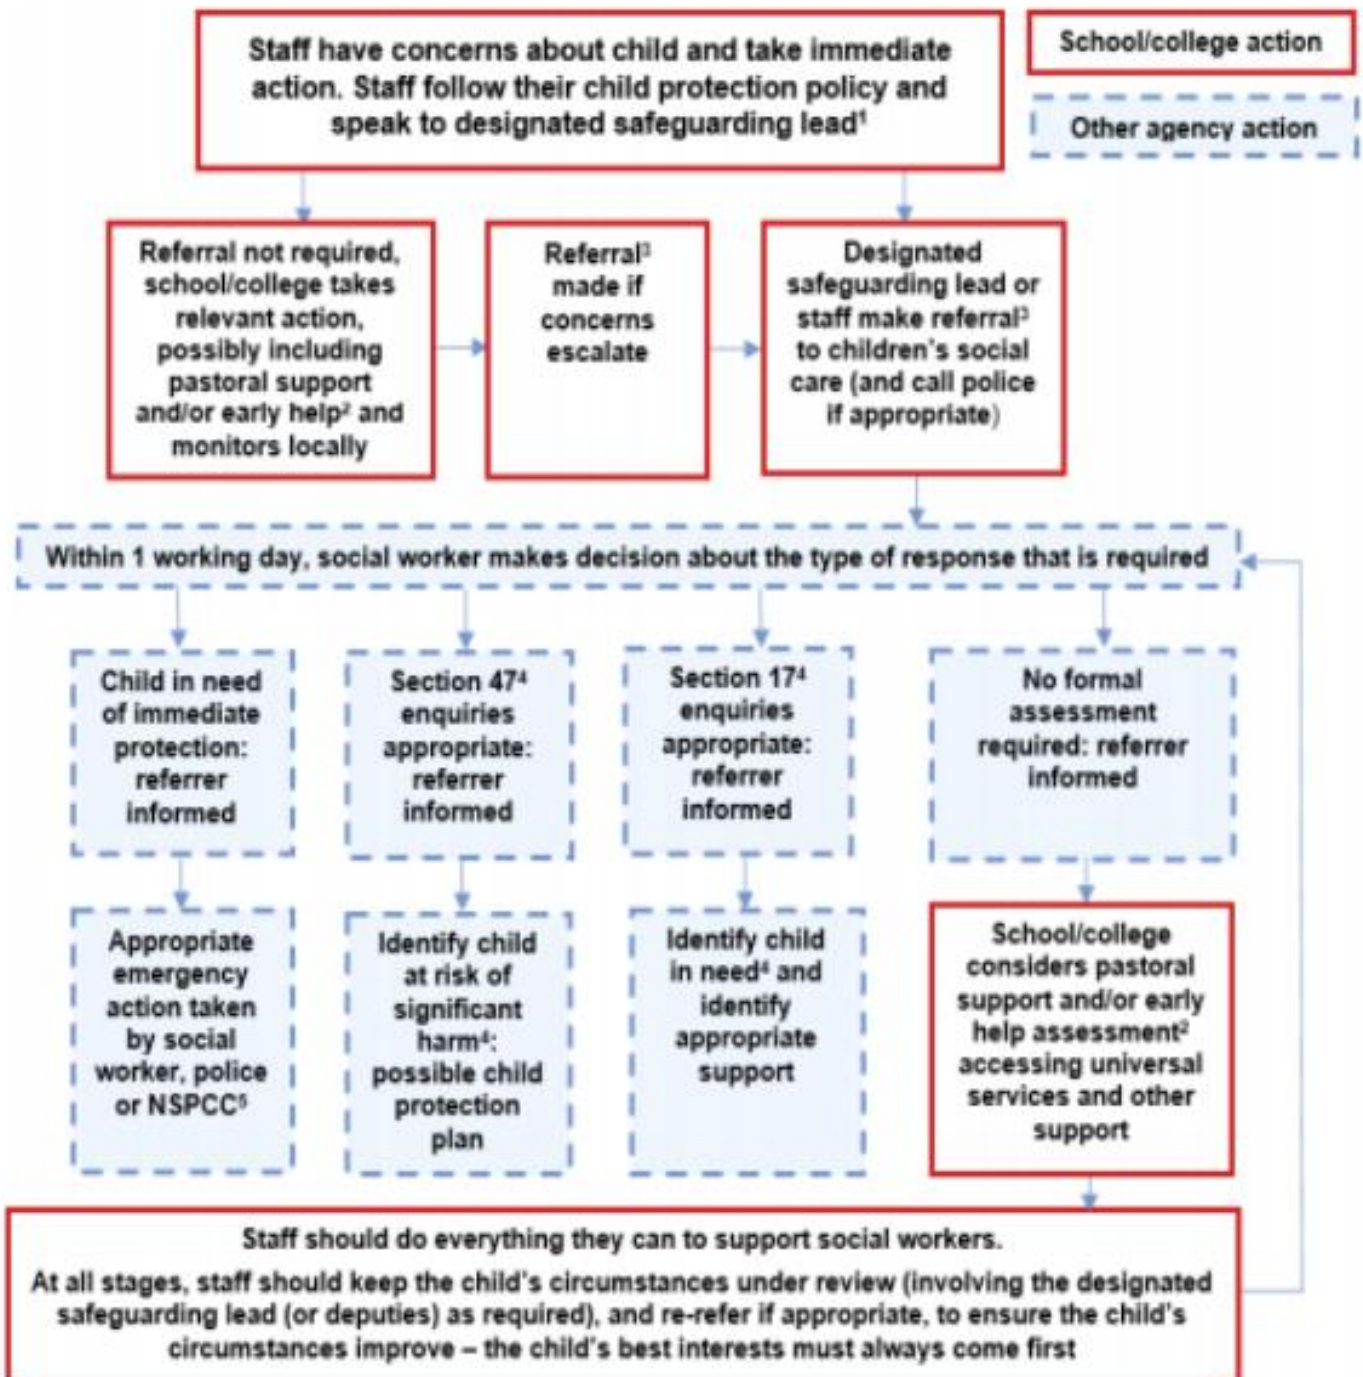 Staff have concerns about child and take immediate
action. Staff follow their child protection policy and
speak to designated safeguarding lead¹
School/college action
Other agency action
Referral not required,
school/college takes
relevant action,
possibly including
pastoral support
and/or early help² and
monitors locally
Referral³
made if
concerns
escalate
Designated
safeguarding lead or
staff make referral³
to children's social
care (and call police
if appropriate)
Within 1 working day, social worker makes decision about the type of response that is required
Child in need
of immediate
protection:
referrer
informed
Section 47⁴
enquiries
appropriate:
referrer
informed
Section 17⁴
enquiries
appropriate:
referrer
informed
No formal
assessment
required: referrer
informed
Appropriate
emergency
action taken
by social
worker, police
or NSPCC⁵
Identify child
at risk of
significant
harm⁴:
possible child
protection
plan
Identify child
in need⁴ and
identify
appropriate
support
School/college
considers pastoral
support and/or early
help assessment²
accessing universal
services and other
support
Staff should do everything they can to support social workers.
At all stages, staff should keep the child's circumstances under review (involving the designated
safeguarding lead (or deputies) as required), and re-refer if appropriate, to ensure the child's
circumstances improve – the child's best interests must always come first